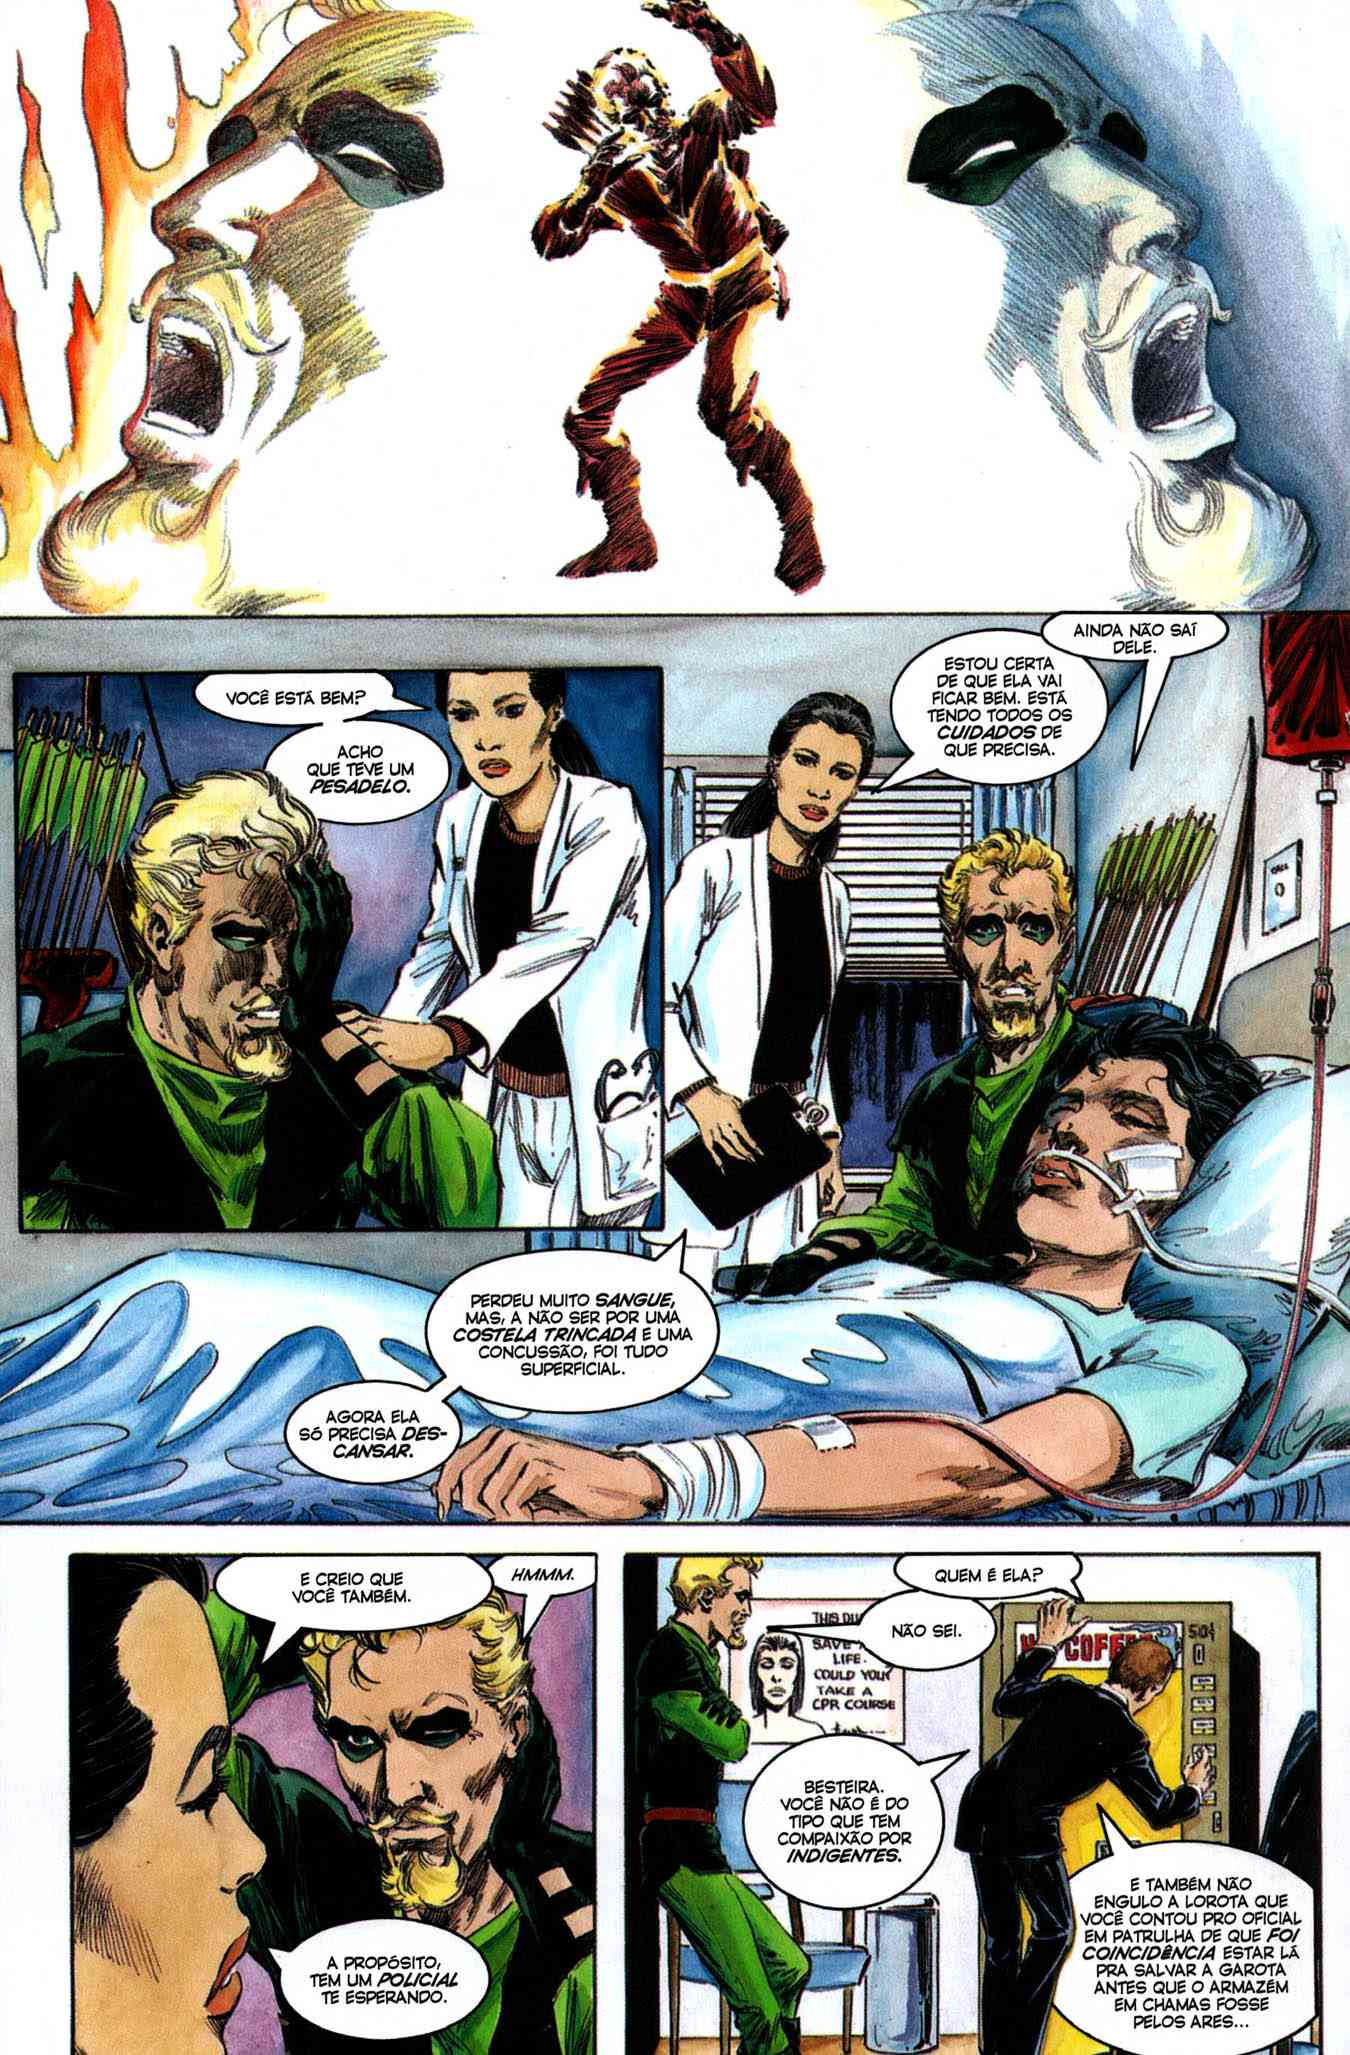 VOCÊ ESTÁ BEM?
ACHO
QUE TEVE UM
PESADELO.
AINDA NÃO SAÍ
DELE.
ESTOU CERTA
DE QUE ELA VAI
FICAR BEM. ESTÁ
TENDO TODOS OS
CUIDADOS DE
QUE PRECISA.
CALL
PERDEU MUITO SANGUE,
MAS, A NÃO SER POR UMA
COSTELA TRINCADA E UMA
CONCUSSÃO, FOI TUDO
SUPERFICIAL.
AGORA ELA
SÓ PRECISA DES-
CANSAR.
E CREIO QUE
VOCÊ TAMBÉM.
HMMM.
A PROPÓSITO,
TEM UM POLICIAL
TE ESPERANDO.
QUEM É ELA?
NÃO SEI.
THIS
SAVE
LIFE.
COULD YOU?
TAKE A
CPR COURSE
COFFEE
50¢
BESTEIRA.
VOCÊ NÃO É DO
TIPO QUE TEM
COMPAIXÃO POR
INDIGENTES.
E TAMBÉM NÃO
ENGULO A LOROTA QUE
VOCÊ CONTOU PRO OFICIAL
EM PATRULHA DE QUE FOI
COINCIDÊNCIA ESTAR LÁ
PRA SALVAR A GAROTA
ANTES QUE O ARMAZÉM
EM CHAMAS FOSSE
PELOS ARES...